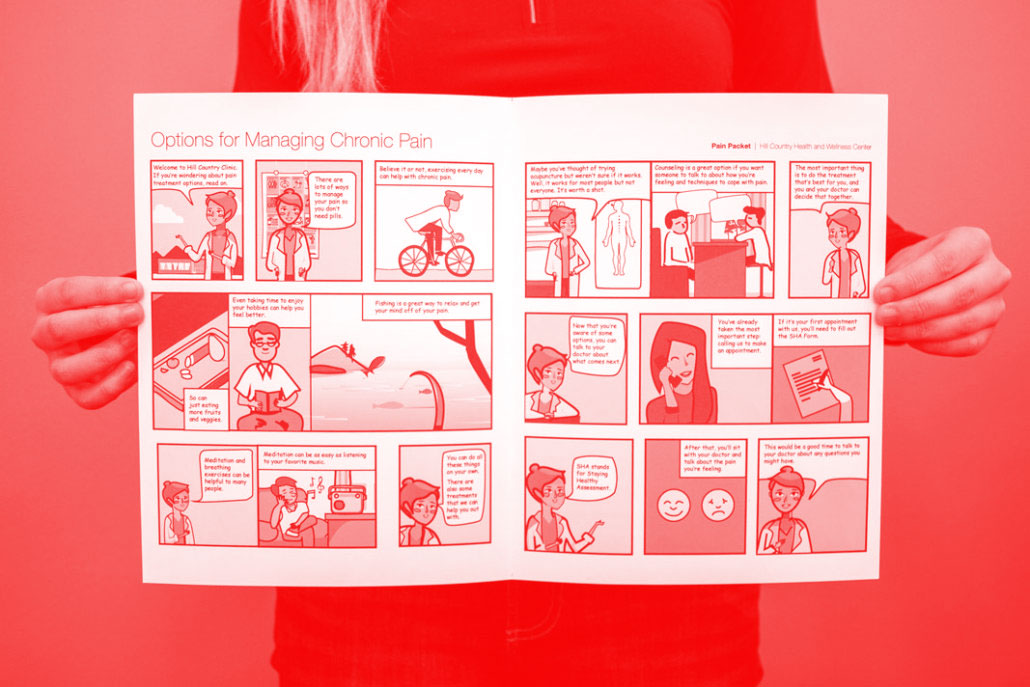 Options for Managing Chronic Pain
Welcome to Hill Country Clinic.
If you're wondering about pain
treatment options, read on.
There are
lots of ways
to manage
your pain so
you don't
need pills.
Believe it or not, exercising every day
can help with chronic pain.
So can
just eating
more fruits
and veggies.
Even taking time to enjoy
your hobbies can help you
feel better.
Fishing is a great way to relax and get
your mind off of your pain.
Meditation and
breathing
exercises can be
helpful to many
people.
Meditation can be as easy as listening
to your favorite music.
You can do all
these things
on your own.
There are
also some
treatments
that we can
help you out
with.
Pain Packet | Hill Country Health and Wellness Center
Maybe you've thought of trying
acupuncture but weren't sure if it works.
Well, it works for most people but not
everyone. It's worth a shot.
Counseling is a great option if you want
someone to talk to about how you're
feeling and techniques to cope with pain.
The most important
thing is to do the treatment
that's best for you, and
you and your doctor can
decide that together.
Now that you're
aware of some
options, you can
talk to your
doctor about
what comes next.
You've already
taken the most
important step:
calling us to make
an appointment.
If it's your first appointment
with us, you'll need to fill out
the SHA Form.
SHA stands
for Staying
Healthy
Assessment.
After that, you'll sit
with your doctor and
talk about the pain
you're feeling.
This would be a good time to talk to
your doctor about any questions you
might have.